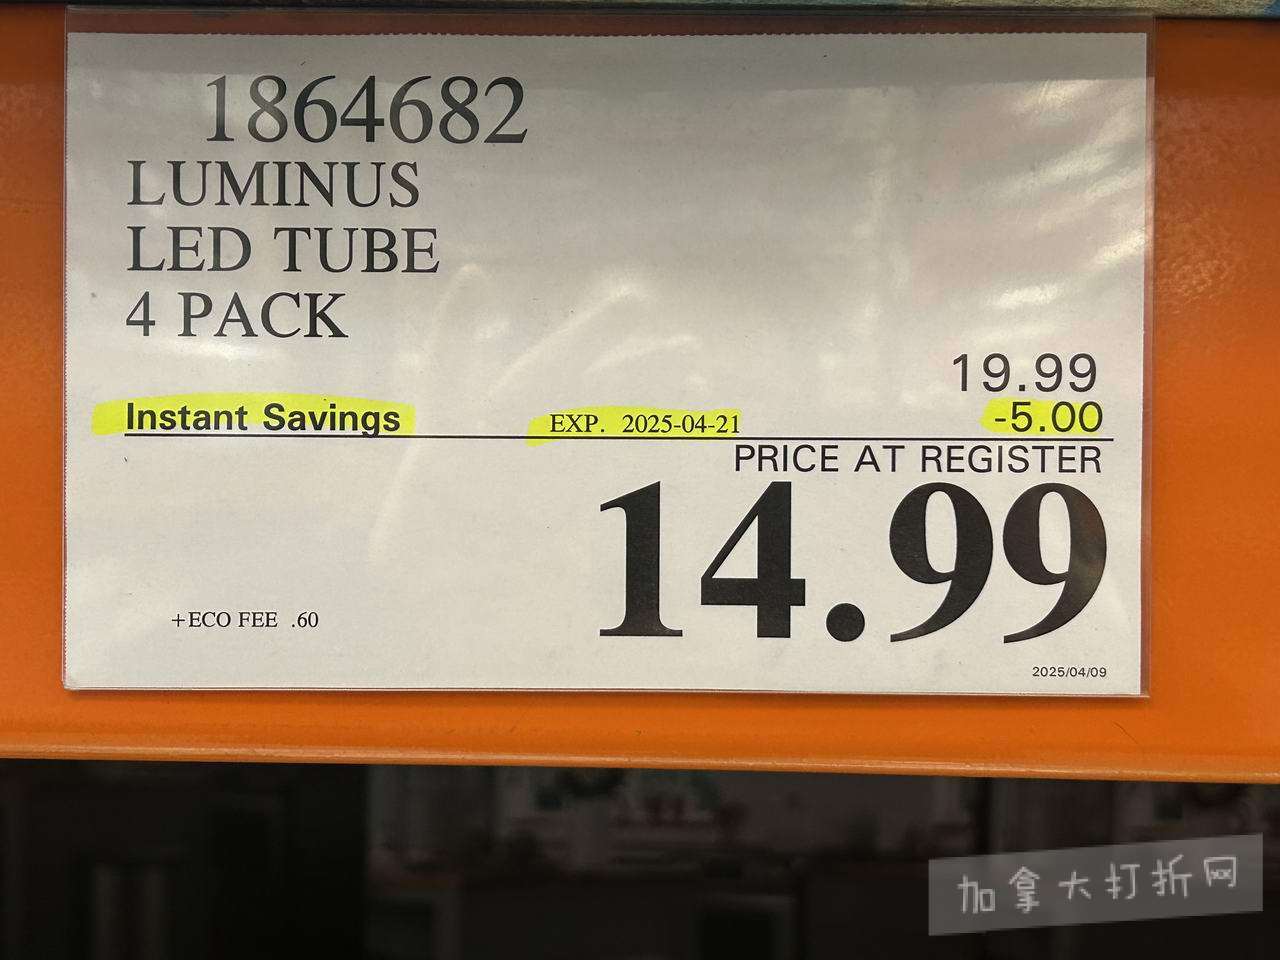 1864682
LUMINUS
LED TUBE
4 PACK
19.99
Instant Savings EXP. 2025-04-21 -5.00
PRICE AT REGISTER
14.99
+ECO FEE .60
2025/04/09
加拿大打折网